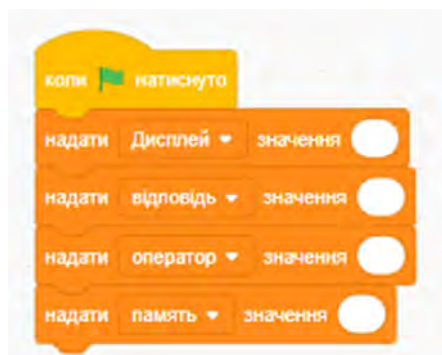 коли натиснуто
надати Дисплей значення
надати відповідь значення
надати оператор значення
надати память значення